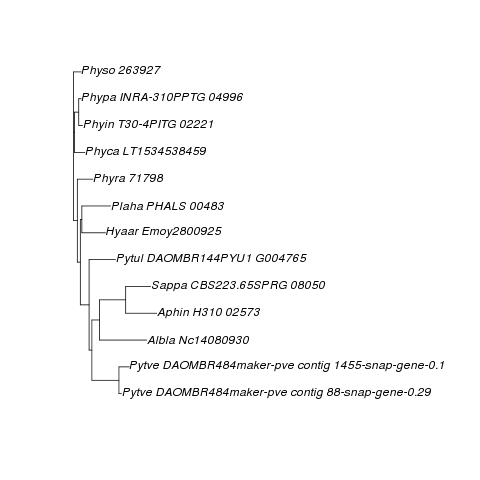 Physo 263927
Phypa INRA-310PPTG 04996
Phyin T30-4PITG 02221
Phyca LT1534538459
Phyra 71798
Plaha PHALS 00483
Hyaar Emoy2800925
Pytul DAOMBR144PYU1 G004765
Sappa CBS223.65SPRG 08050
Aphin H310 02573
Albla Nc14080930
Pytve DAOMBR484maker-pve contig 1455-snap-gene-0.1
Pytve DAOMBR484maker-pve contig 88-snap-gene-0.29